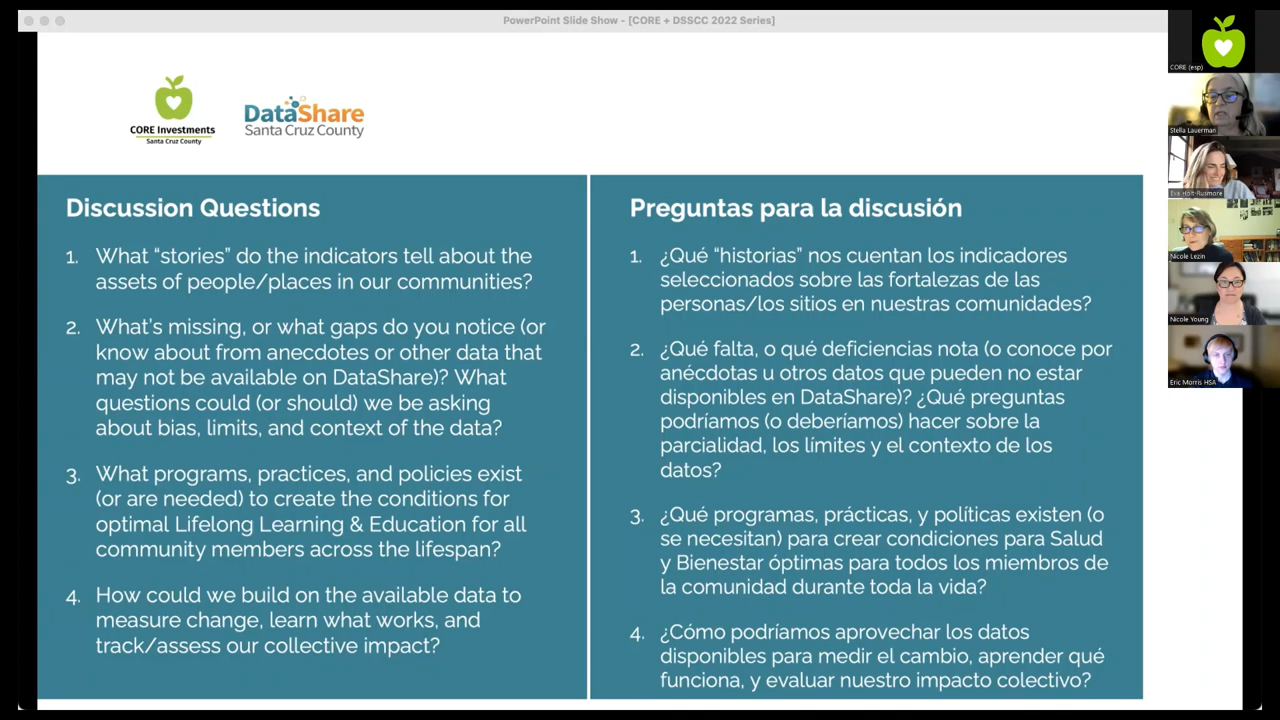 PowerPoint Slide Show - [CORE + DSSCC 2022 Series]
CORE Investments
Santa Cruz County
DataShare
Santa Cruz County
Discussion Questions
1. What “stories” do the indicators tell about the
assets of people/places in our communities?
2. What’s missing, or what gaps do you notice (or
know about from anecdotes or other data that
may not be available on DataShare)? What
questions could (or should) we be asking
about bias, limits, and context of the data?
3. What programs, practices, and policies exist
(or are needed) to create the conditions for
optimal Lifelong Learning & Education for all
community members across the lifespan?
4. How could we build on the available data to
measure change, learn what works, and
track/assess our collective impact?
Preguntas para la discusión
1. ¿Qué “historias” nos cuentan los indicadores
seleccionados sobre las fortalezas de las
personas/los sitios en nuestras comunidades?
2. ¿Qué falta, o qué deficiencias nota (o conoce por
anécdotas u otros datos que pueden no estar
disponibles en DataShare)? ¿Qué preguntas
podríamos (o deberíamos) hacer sobre la
parcialidad, los límites y el contexto de los
datos?
3. ¿Qué programas, prácticas, y políticas existen (o
se necesitan) para crear condiciones para Salud
y Bienestar óptimas para todos los miembros de
la comunidad durante toda la vida?
4. ¿Cómo podríamos aprovechar los datos
disponibles para medir el cambio, aprender qué
funciona, y evaluar nuestro impacto colectivo?
CORE (esp)
Stella Lauerman
Eva Holt-Rusmore
Nicole Lezin
Nicole Young
Eric Morris HSA